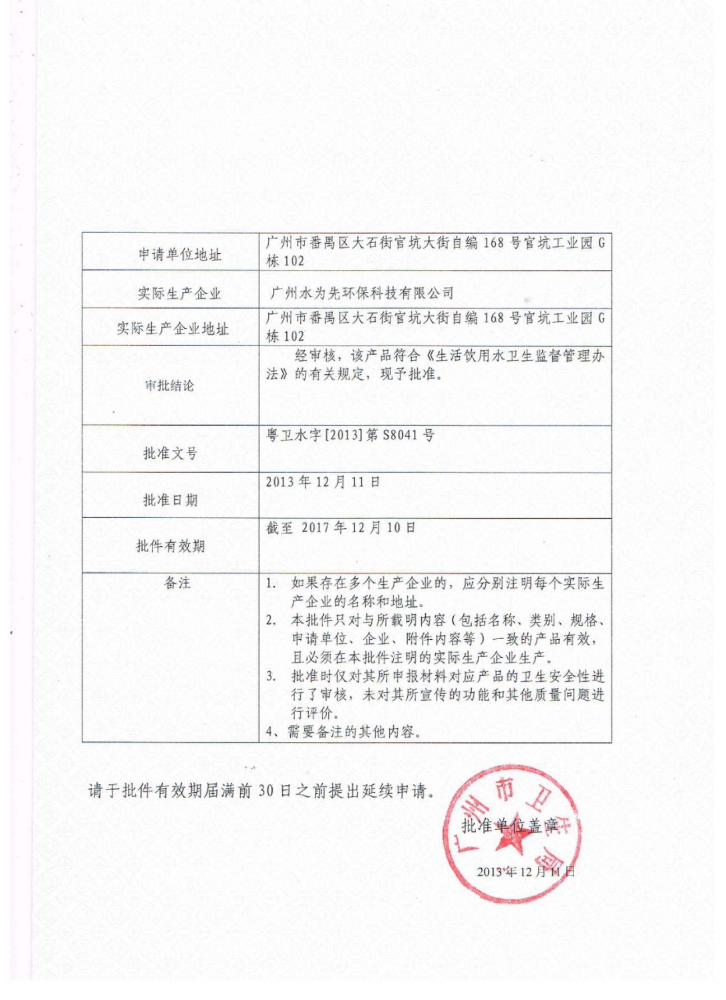 申请单位地址
广州市番禺区大石街官坑大街自编 168 号官坑工业园 G
栋 102
实际生产企业
广州水为先环保科技有限公司
实际生产企业地址
广州市番禺区大石街官坑大街自编 168 号官坑工业园 G
栋 102
审批结论
经审核，该产品符合《生活饮用水卫生监督管理办
法》的有关规定，现予批准。
批准文号
粤卫水字[2013]第 S8041 号
批准日期
2013 年 12 月 11 日
批件有效期
截至 2017 年 12 月 10 日
备注
1. 如果存在多个生产企业的，应分别注明每个实际生
产企业的名称和地址。
2. 本批件只对与所载明内容（包括名称、类别、规格、
申请单位、企业、附件内容等）一致的产品有效，
且必须在本批件注明的实际生产企业生产。
3. 批准时仅对其所申报材料对应产品的卫生安全性进
行了审核，未对其所宣传的功能和其他质量问题进
行评价。
4、需要备注的其他内容。
请于批件有效期届满前 30 日之前提出延续申请。
广州市卫生局
批准单位盖章
2013 年 12 月 11 日